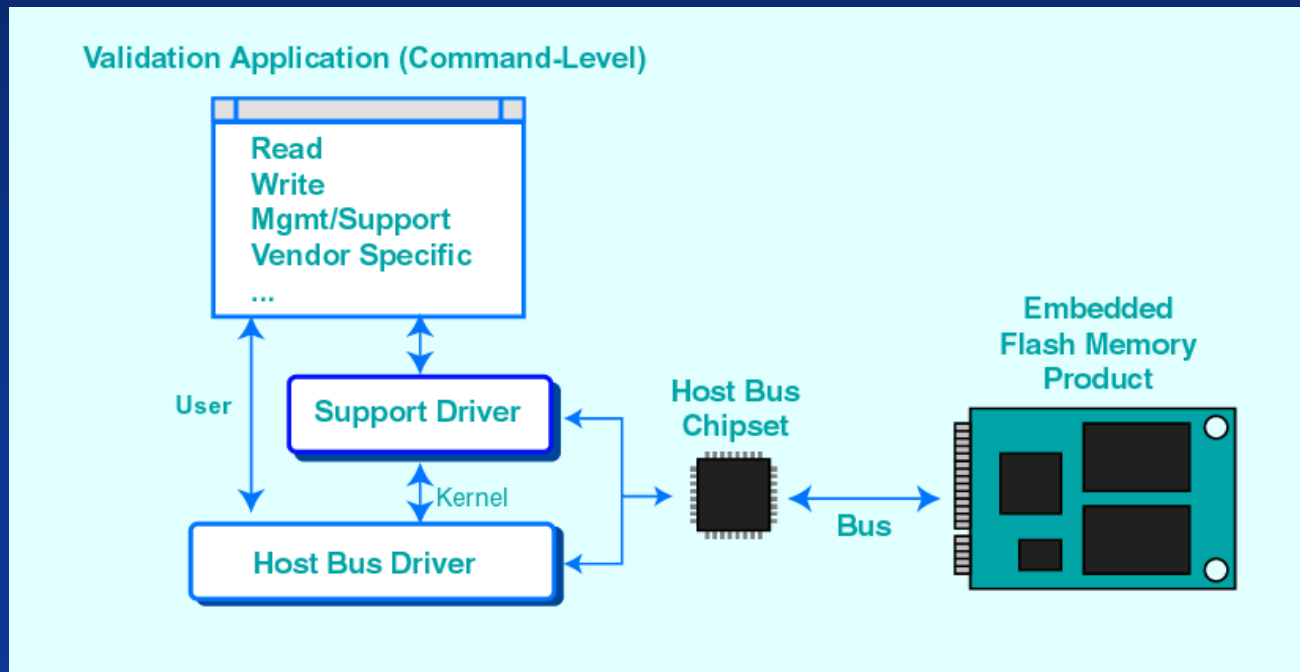 Validation Application (Command-Level)
Read
Write
Mgmt/Support
Vendor Specific
...
User
Support Driver
Kernel
Host Bus Driver
Host Bus
Chipset
Bus
Embedded
Flash Memory
Product